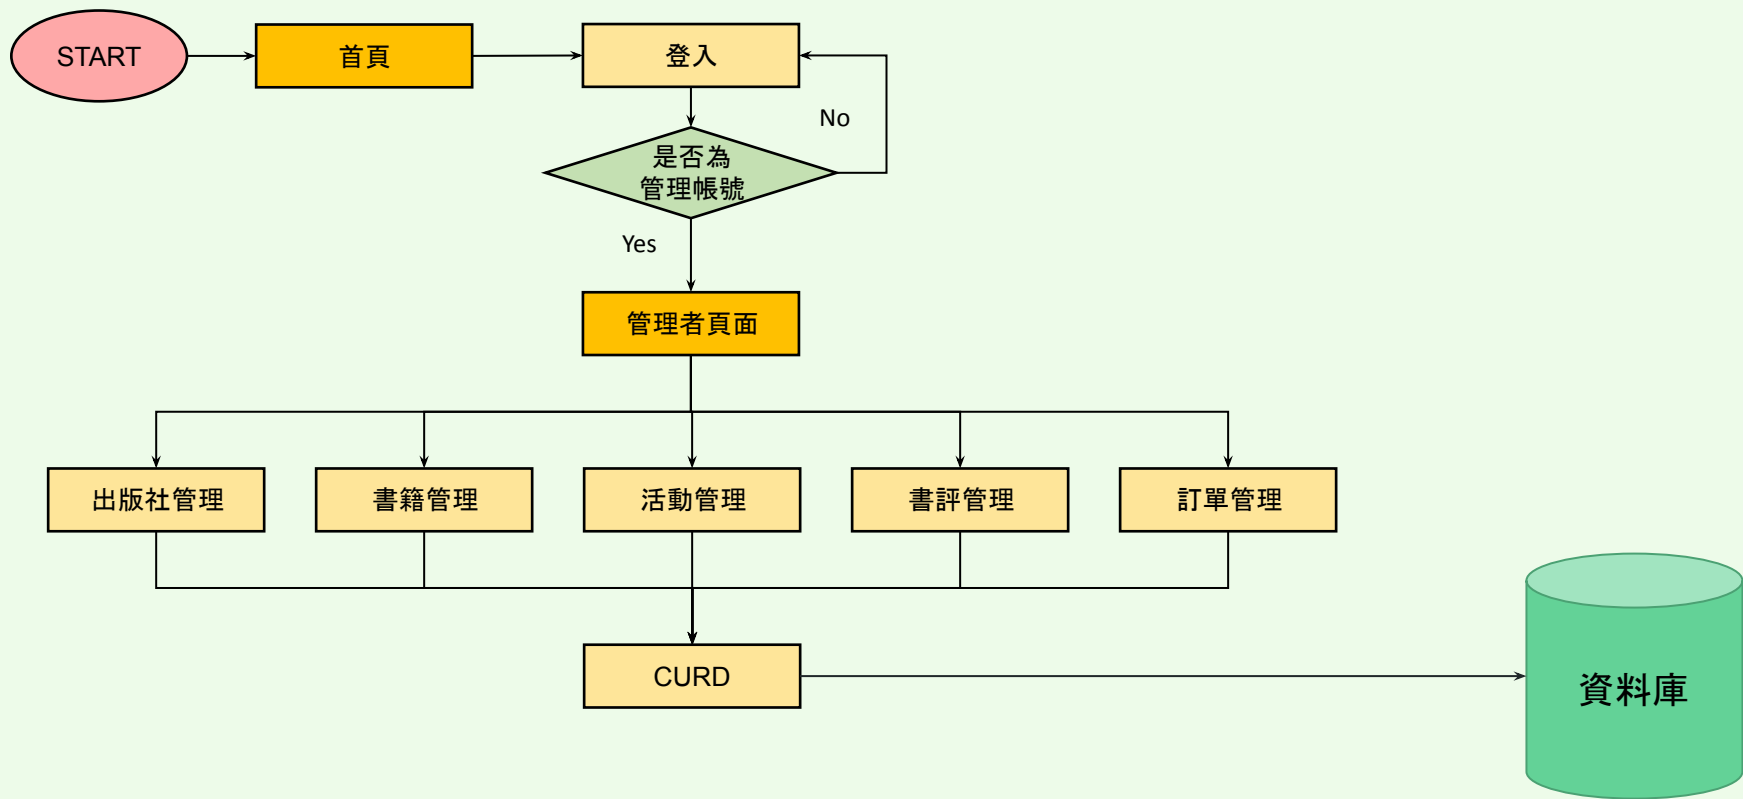 START
首頁
登入
No
是否為
管理帳號
Yes
管理者頁面
出版社管理
書籍管理
活動管理
書評管理
訂單管理
CURD
資料庫